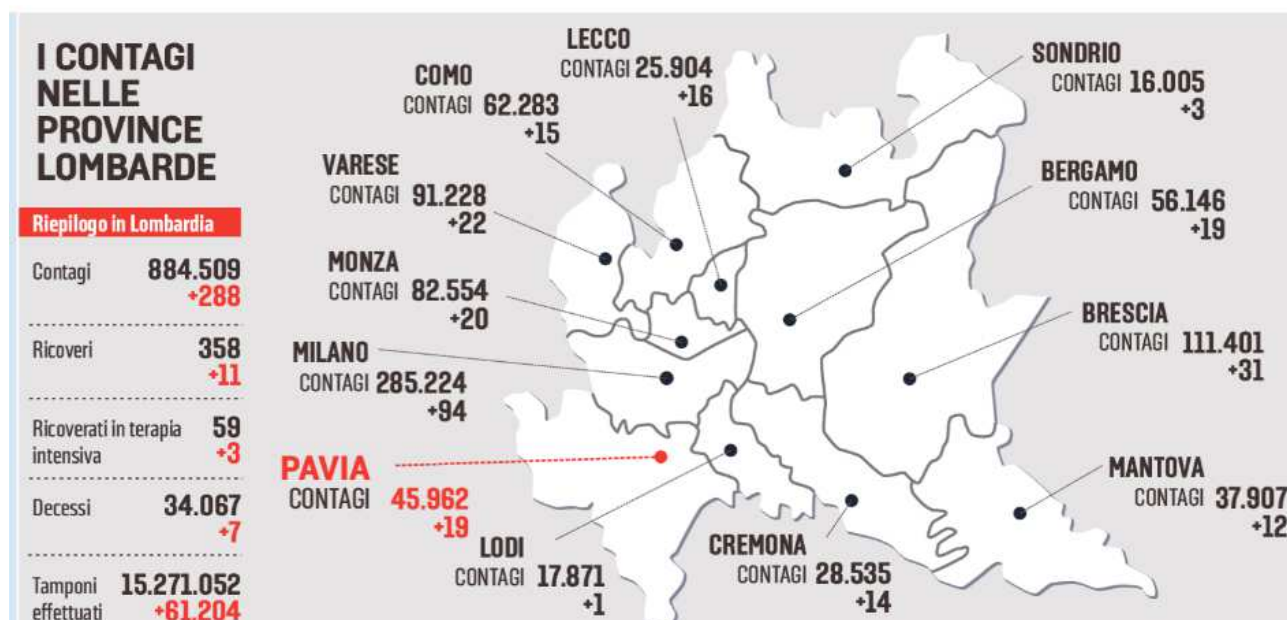 I CONTAGI
NELLE
PROVINCE
LOMBARDE
Riepilogo in Lombardia
Contagi 884.509
+288
Ricoveri 358
+11
Ricoverati in terapia 59
intensiva +3
Decessi 34.067
+7
Tamponi 15.271.052
effettuati +61.204
LECCO
CONTAGI 25.904
+16
SONDRIO
CONTAGI 16.005
+3
COMO
CONTAGI 62.283
+15
VARESE
CONTAGI 91.228
+22
BERGAMO
CONTAGI 56.146
+19
MONZA
CONTAGI 82.554
+20
BRESCIA
CONTAGI 111.401
+31
MILANO
CONTAGI 285.224
+94
PAVIA
CONTAGI 45.962
+19
MANTOVA
CONTAGI 37.907
+12
LODI
CONTAGI 17.871
+1
CREMONA
CONTAGI 28.535
+14